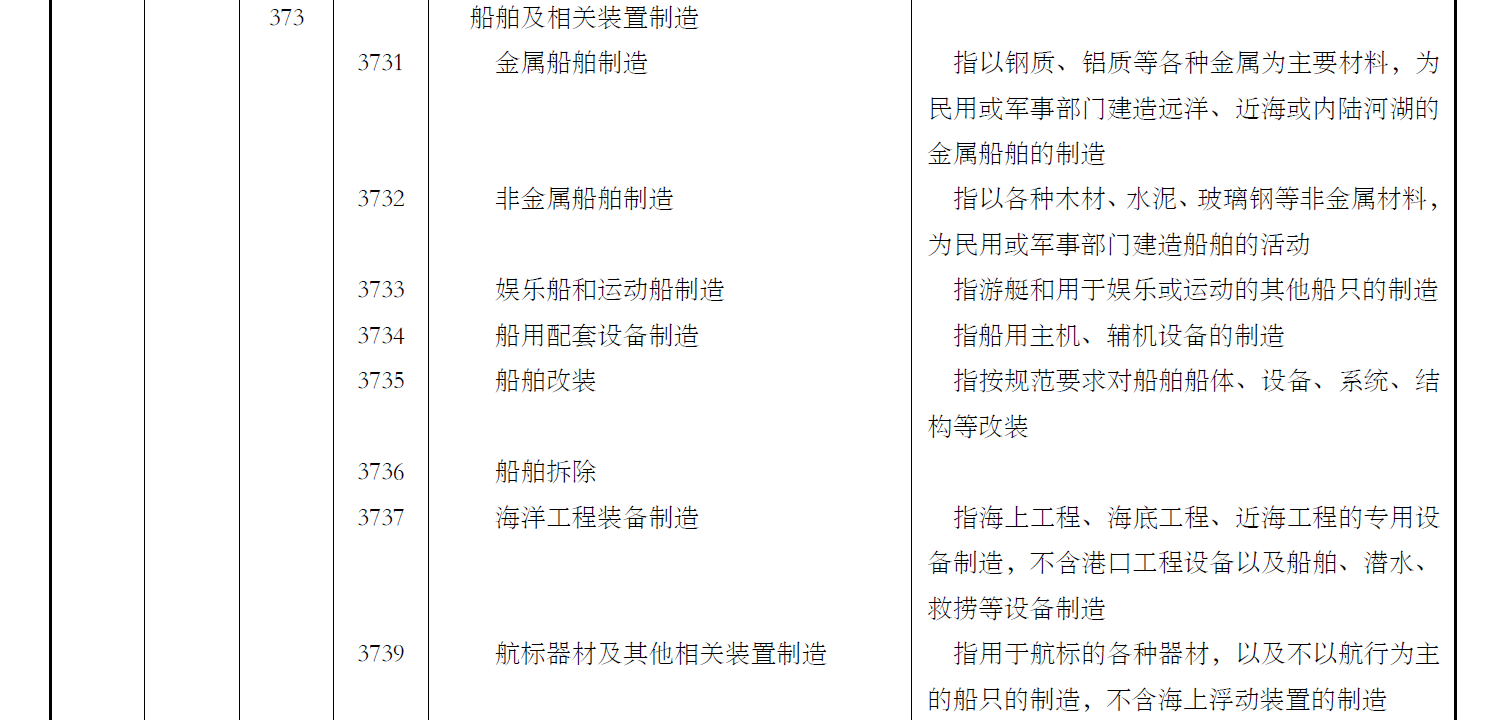 373 船舶及相关装置制造
3731 金属船舶制造 指以钢质、铝质等各种金属为主要材料，为
民用或军事部门建造远洋、近海或内陆河湖的
金属船舶的制造
3732 非金属船舶制造 指以各种木材、水泥、玻璃钢等非金属材料，
为民用或军事部门建造船舶的活动
3733 娱乐船和运动船制造 指游艇和用于娱乐或运动的其他船只的制造
3734 船用配套设备制造 指船用主机、辅机设备的制造
3735 船舶改装 指按规范要求对船舶船体、设备、系统、结
构等改装
3736 船舶拆除
3737 海洋工程装备制造 指海上工程、海底工程、近海工程的专用设
备制造，不含港口工程设备以及船舶、潜水、
救捞等设备制造
3739 航标器材及其他相关装置制造 指用于航标的各种器材，以及不以航行为主
的船只的制造，不含海上浮动装置的制造